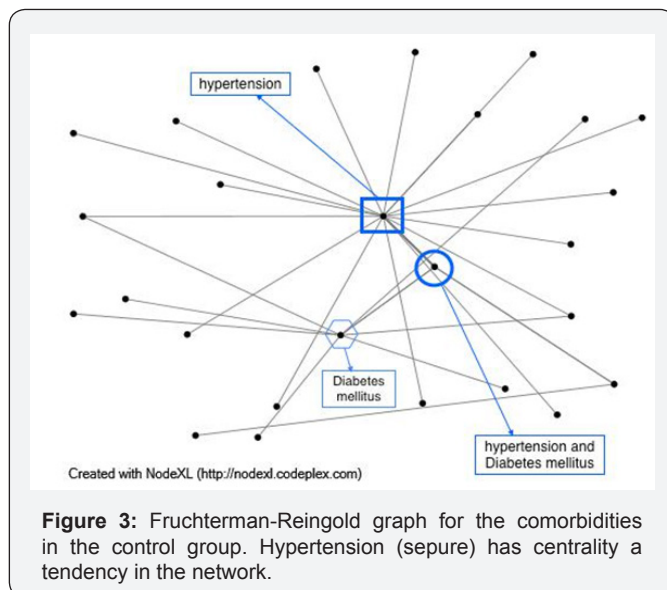 hypertension
Diabetes
mellitus
hypertension and
Diabetes mellitus
Created with NodeXL (http://nodexl.codeplex.com)
Figure 3: Fruchterman-Reingold graph for the comorbidities
in the control group. Hypertension (sepure) has centrality a
tendency in the network.